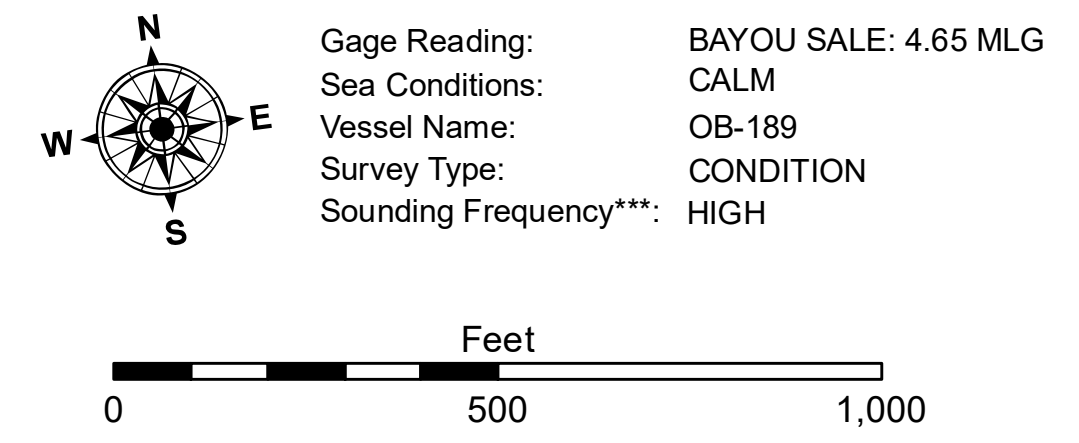 N
W E
S
Gage Reading: BAYOU SALE: 4.65 MLG
Sea Conditions: CALM
Vessel Name: OB-189
Survey Type: CONDITION
Sounding Frequency***: HIGH
Feet
0 500 1,000